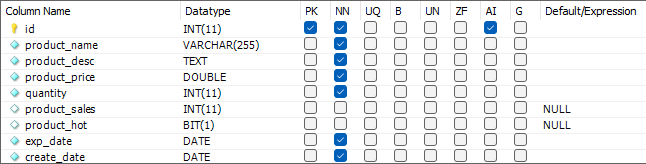 Column Name Datatype PK NN UQ B UN ZF AI G Default/Expression
id INT(11)
product_name VARCHAR(255)
product_desc TEXT
product_price DOUBLE
quantity INT(11)
product_sales INT(11) NULL
product_hot BIT(1) NULL
exp_date DATE
create_date DATE